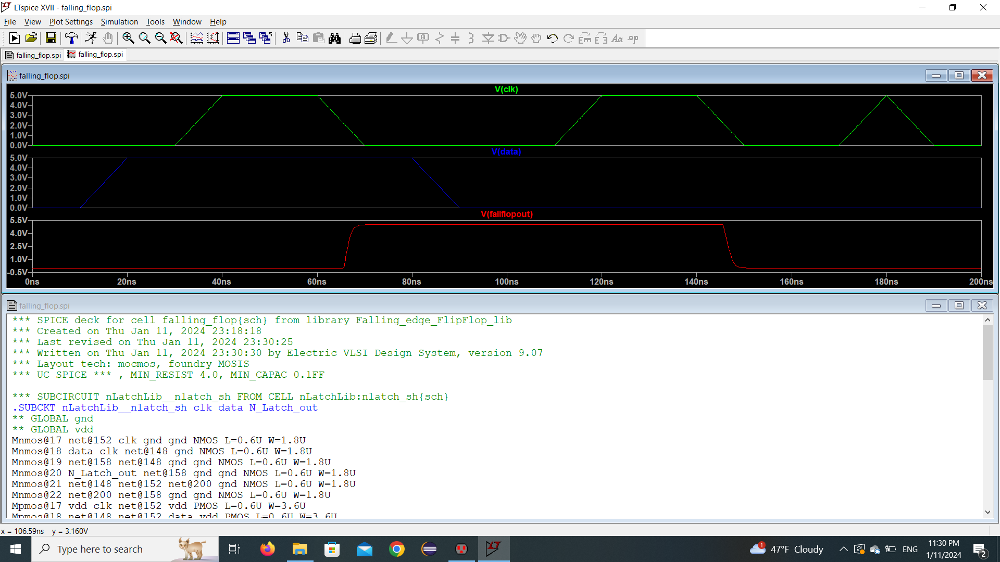 LTspice XVII - falling_flop.spi
File View Plot Settings Simulation Tools Window Help
falling_flop.spi falling_flop.spi
falling_flop.spi
V(clk)
5.0V
4.0V
3.0V
2.0V
1.0V
0.0V
V(data)
5.0V
4.0V
3.0V
2.0V
1.0V
0.0V
V(fallflopout)
5.5V
4.0V
2.5V
1.0V
-0.5V
0ns 20ns 40ns 60ns 80ns 100ns 120ns 140ns 160ns 180ns 200ns
falling_flop.spi
*** SPICE deck for cell falling_flop{sch} from library Falling_edge_FlipFlop_lib
*** Created on Thu Jan 11, 2024 23:18:18
*** Last revised on Thu Jan 11, 2024 23:30:25
*** Written on Thu Jan 11, 2024 23:30:30 by Electric VLSI Design System, version 9.07
*** Layout tech: mocmos, foundry MOSIS
*** UC SPICE *** , MIN_RESIST 4.0, MIN_CAPAC 0.1FF
*** SUBCIRCUIT nLatchLib__nlatch_sh FROM CELL nLatchLib:nlatch_sh{sch}
.SUBCKT nLatchLib__nlatch_sh clk data N_Latch_out
** GLOBAL gnd
** GLOBAL vdd
Mnmos@17 net@152 clk gnd gnd NMOS L=0.6U W=1.8U
Mnmos@18 data clk net@148 gnd NMOS L=0.6U W=1.8U
Mnmos@19 net@158 net@148 gnd gnd NMOS L=0.6U W=1.8U
Mnmos@20 N_Latch_out net@158 gnd gnd NMOS L=0.6U W=1.8U
Mnmos@21 net@148 net@152 net@200 gnd NMOS L=0.6U W=1.8U
Mnmos@22 net@200 net@158 gnd gnd NMOS L=0.6U W=1.8U
Mpmos@17 vdd clk net@152 vdd PMOS L=0.6U W=3.6U
Mpmos@18 net@148 net@152 data vdd PMOS L=0.6U W=3.6U
x = 106.59ns y = 3.160V
Type here to search
1
47°F Cloudy
ENG
11:30 PM
1/11/2024
2